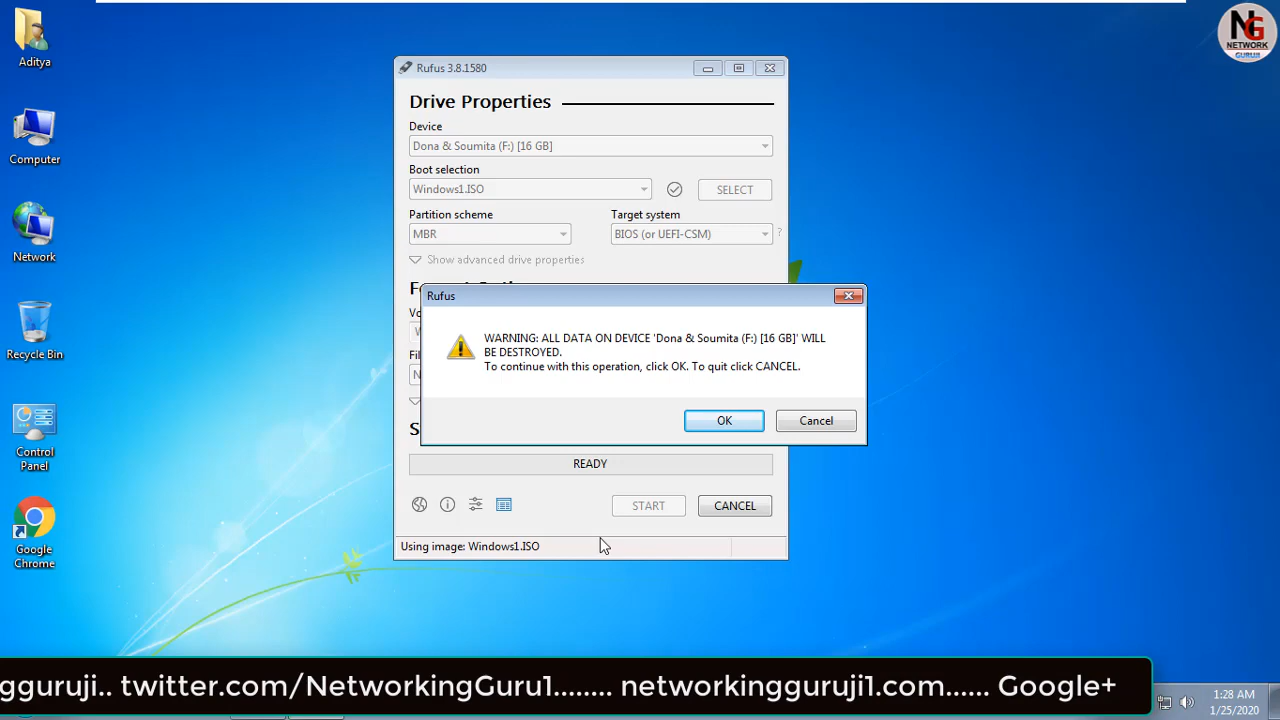 Aditya
Computer
Network
Recycle Bin
Control
Panel
Google
Chrome
NG
NETWORK
GURUJI
Rufus 3.8.1580
Drive Properties
Device
Dona & Soumita (F:) [16 GB]
Boot selection
Windows1.ISO
SELECT
Partition scheme
Target system
MBR
BIOS (or UEFI-CSM)
?
Show advanced drive properties
Rufus
WARNING: ALL DATA ON DEVICE 'Dona & Soumita (F:) [16 GB]' WILL
BE DESTROYED.
To continue with this operation, click OK. To quit click CANCEL.
OK
Cancel
READY
START
CANCEL
Using image: Windows1.ISO
gguruji.. twitter.com/NetworkingGuru1........ networkingguruji1.com...... Google+
1:28 AM
1/25/2020